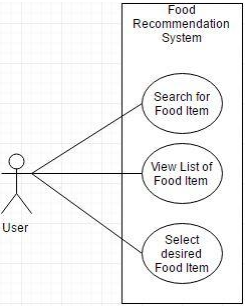 Food
Recommendation
System
Search for
Food Item
View List of
Food Item
User
Select
desired
Food Item